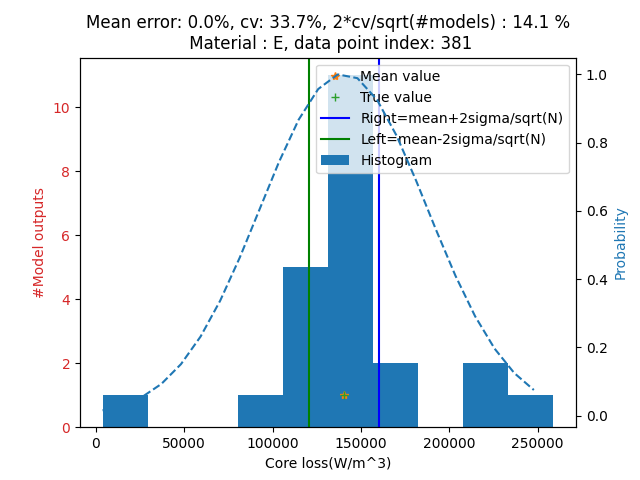 Mean error: 0.0%, cv: 33.7%, 2*cv/sqrt(#models) : 14.1 %
Material : E, data point index: 381
Mean value
True value
Right=mean+2sigma/sqrt(N)
Left=mean-2sigma/sqrt(N)
Histogram
#Model outputs
10
8
6
4
2
0
1.0
0.8
0.6
0.4
0.2
0.0
Probability
0
50000
100000
150000
200000
250000
Core loss(W/m^3)